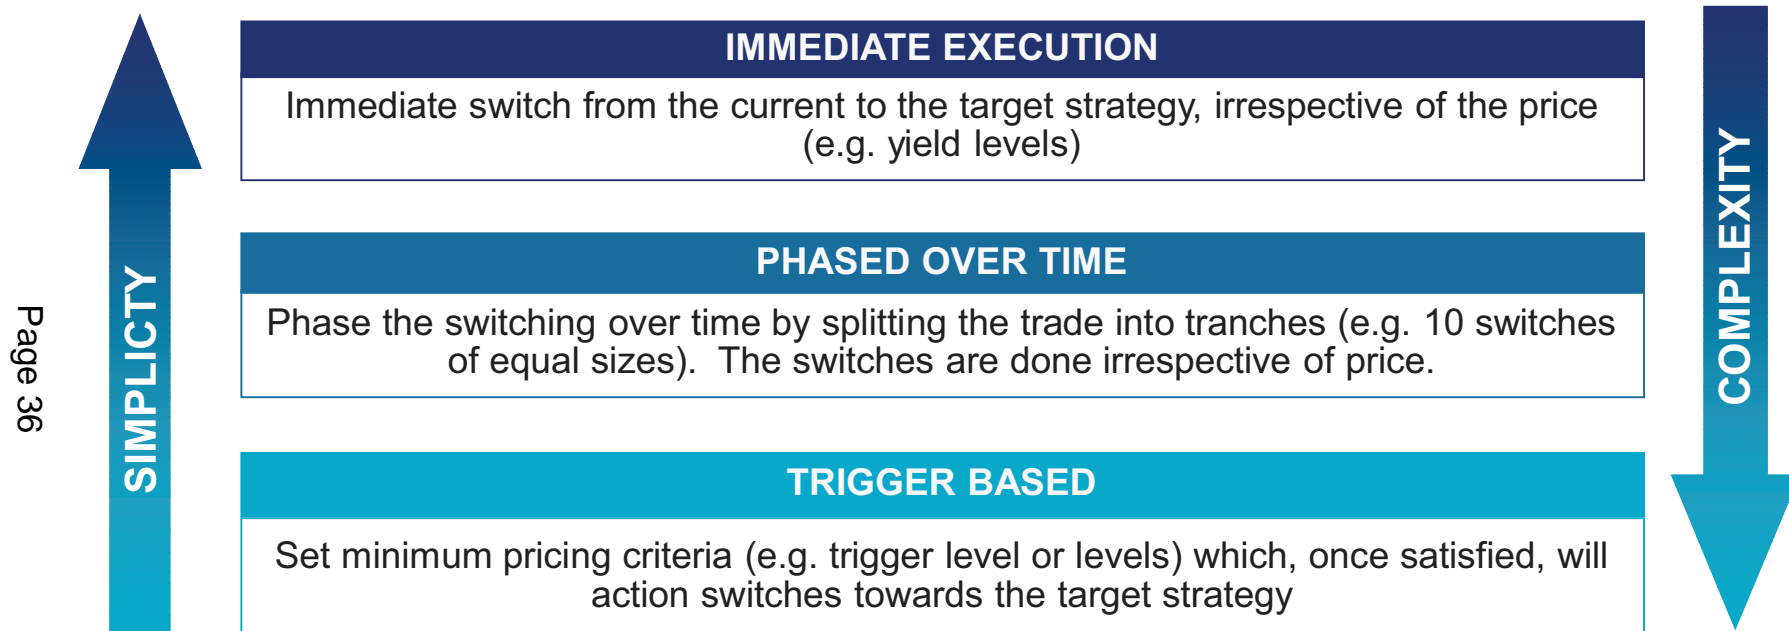 IMMEDIATE EXECUTION
Immediate switch from the current to the target strategy, irrespective of the price
(e.g. yield levels)
PHASED OVER TIME
Phase the switching over time by splitting the trade into tranches (e.g. 10 switches
of equal sizes).  The switches are done irrespective of price.
TRIGGER BASED
Set minimum pricing criteria (e.g. trigger level or levels) which, once satisfied, will
action switches towards the target strategy
SIMPLICTY
COMPLEXITY
Page 36